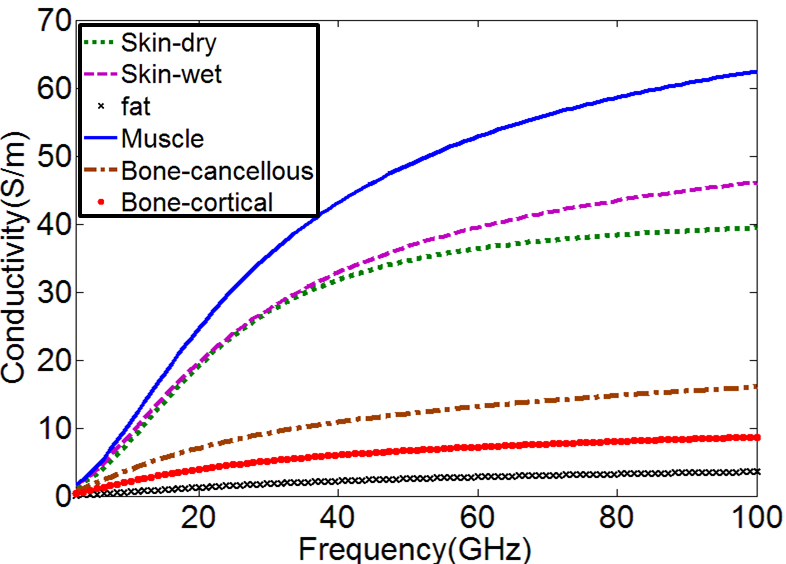 70
60
50
40
30
20
10
0
Conductivity(S/m)
Skin-dry
Skin-wet
fat
Muscle
Bone-cancellous
Bone-cortical
20 40 60 80 100
Frequency(GHz)